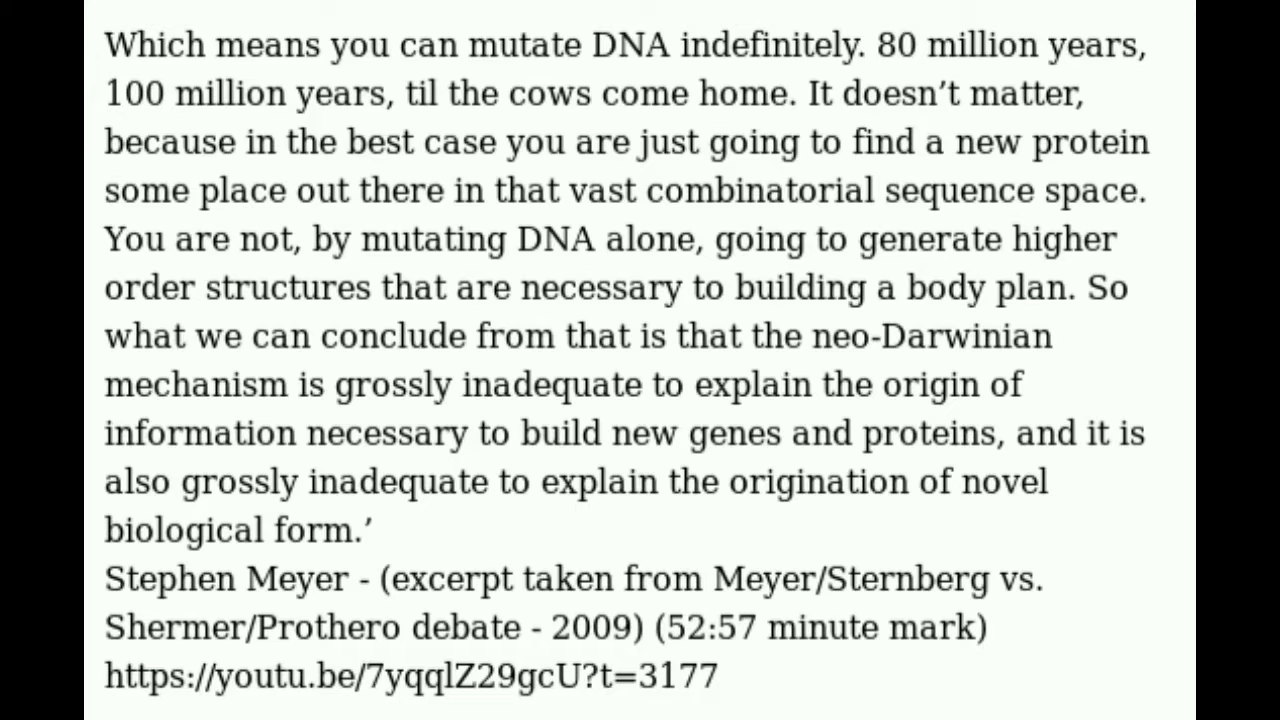 Which means you can mutate DNA indefinitely. 80 million years,
100 million years, til the cows come home. It doesn’t matter,
because in the best case you are just going to find a new protein
some place out there in that vast combinatorial sequence space.
You are not, by mutating DNA alone, going to generate higher
order structures that are necessary to building a body plan. So
what we can conclude from that is that the neo-Darwinian
mechanism is grossly inadequate to explain the origin of
information necessary to build new genes and proteins, and it is
also grossly inadequate to explain the origination of novel
biological form.’
Stephen Meyer - (excerpt taken from Meyer/Sternberg vs.
Shermer/Prothero debate - 2009) (52:57 minute mark)
https://youtu.be/7yqqlZ29gcU?t=3177